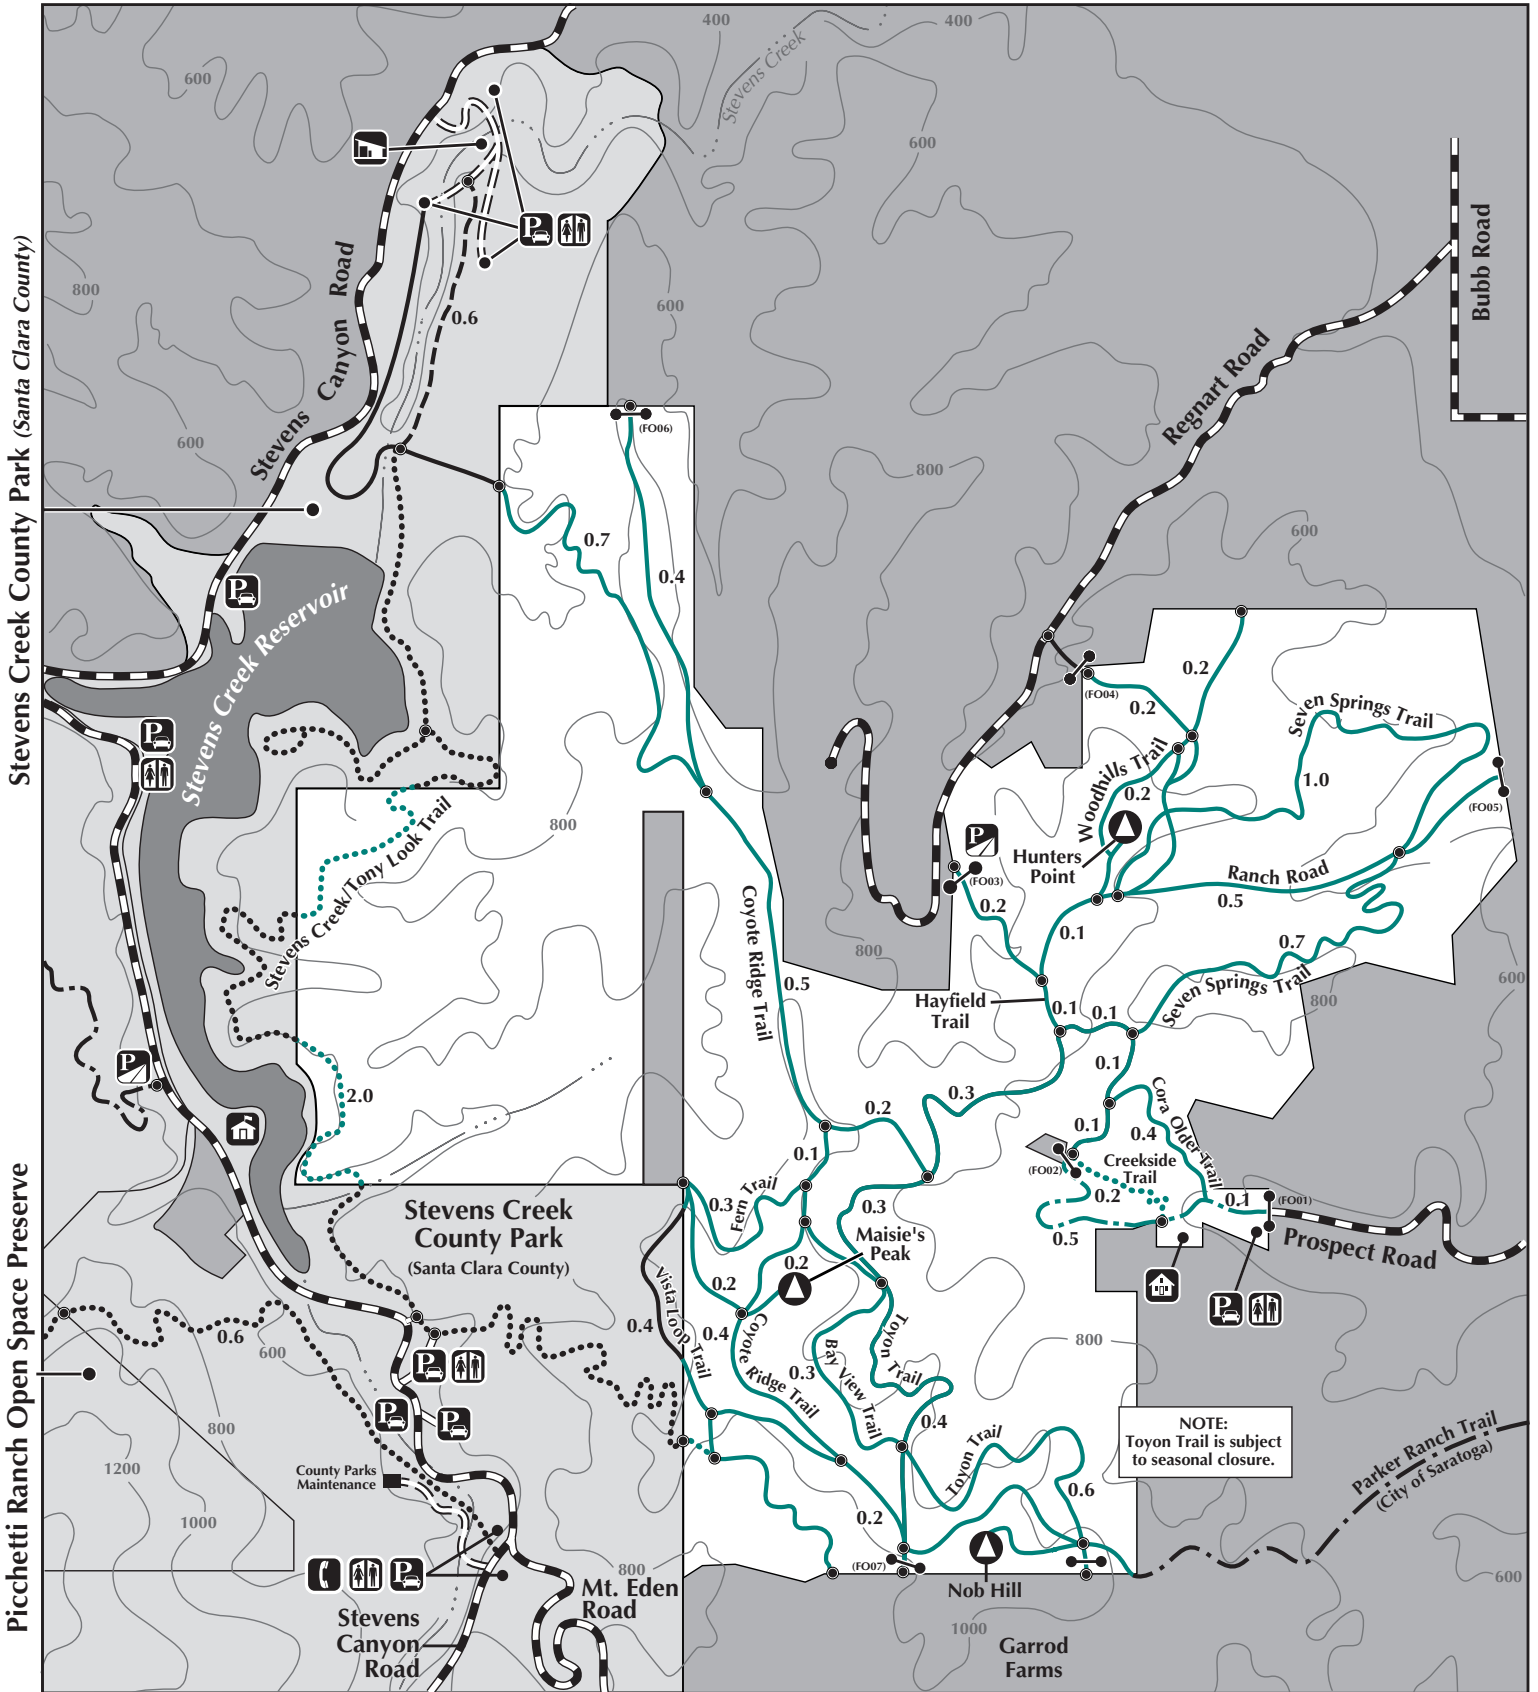 400
400
Stevens Creek
600
600
800
600
600
800
600
Stevens Creek County Park (Santa Clara County)
Stevens Canyon Road
0.6
Bubb Road
Regnart Road
P
P
(FO06)
0.7
0.4
Stevens Creek Reservoir
P
(FO04)
0.2
0.2
Seven Springs Trail
Woodhills Trail
0.2
1.0
(FO05)
Hunters
Point
P
(FO03)
0.2
Ranch Road
0.5
0.1
0.7
Seven Springs Trail
800
600
800
800
Stevens Creek/Tony Look Trail
Coyote Ridge Trail
0.5
Hayfield
Trail
0.1
0.1
0.1
0.3
0.2
0.1
Cora Older Trail
0.1
0.4
Creekside
Trail
(FO02)
0.2
0.5
0.1
(FO01)
Prospect Road
P
P
2.0
Picchetti Ranch Open Space Preserve
Stevens Creek
County Park
(Santa Clara County)
0.3
Fern Trail
0.3
Maisie's
Peak
0.2
0.2
Vista Loop Trail
0.4
0.4
Coyote Ridge Trail
Bay View Trail
0.3
Toyon Trail
0.4
Toyon Trail
0.6
800
0.6
600
P
P
P
800
1200
1000
County Parks
Maintenance
P
NOTE:
Toyon Trail is subject
to seasonal closure.
Parker Ranch Trail
(City of Saratoga)
0.2
(FO07)
Nob Hill
800
Mt. Eden
Road
Stevens
Canyon
Road
1000
Garrod
Farms
600